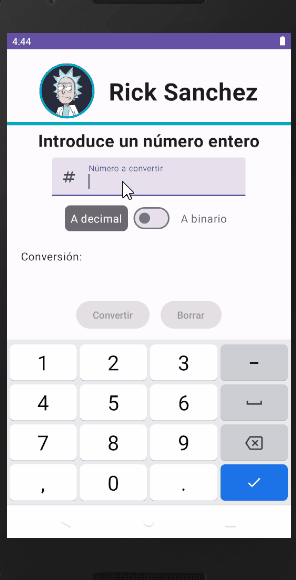 4.44
Rick Sanchez
Introduce un número entero
# Número a convertir
A decimal A binario
Conversión:
Convertir Borrar
1 2 3 -
4 5 6
7 8 9
, 0 .